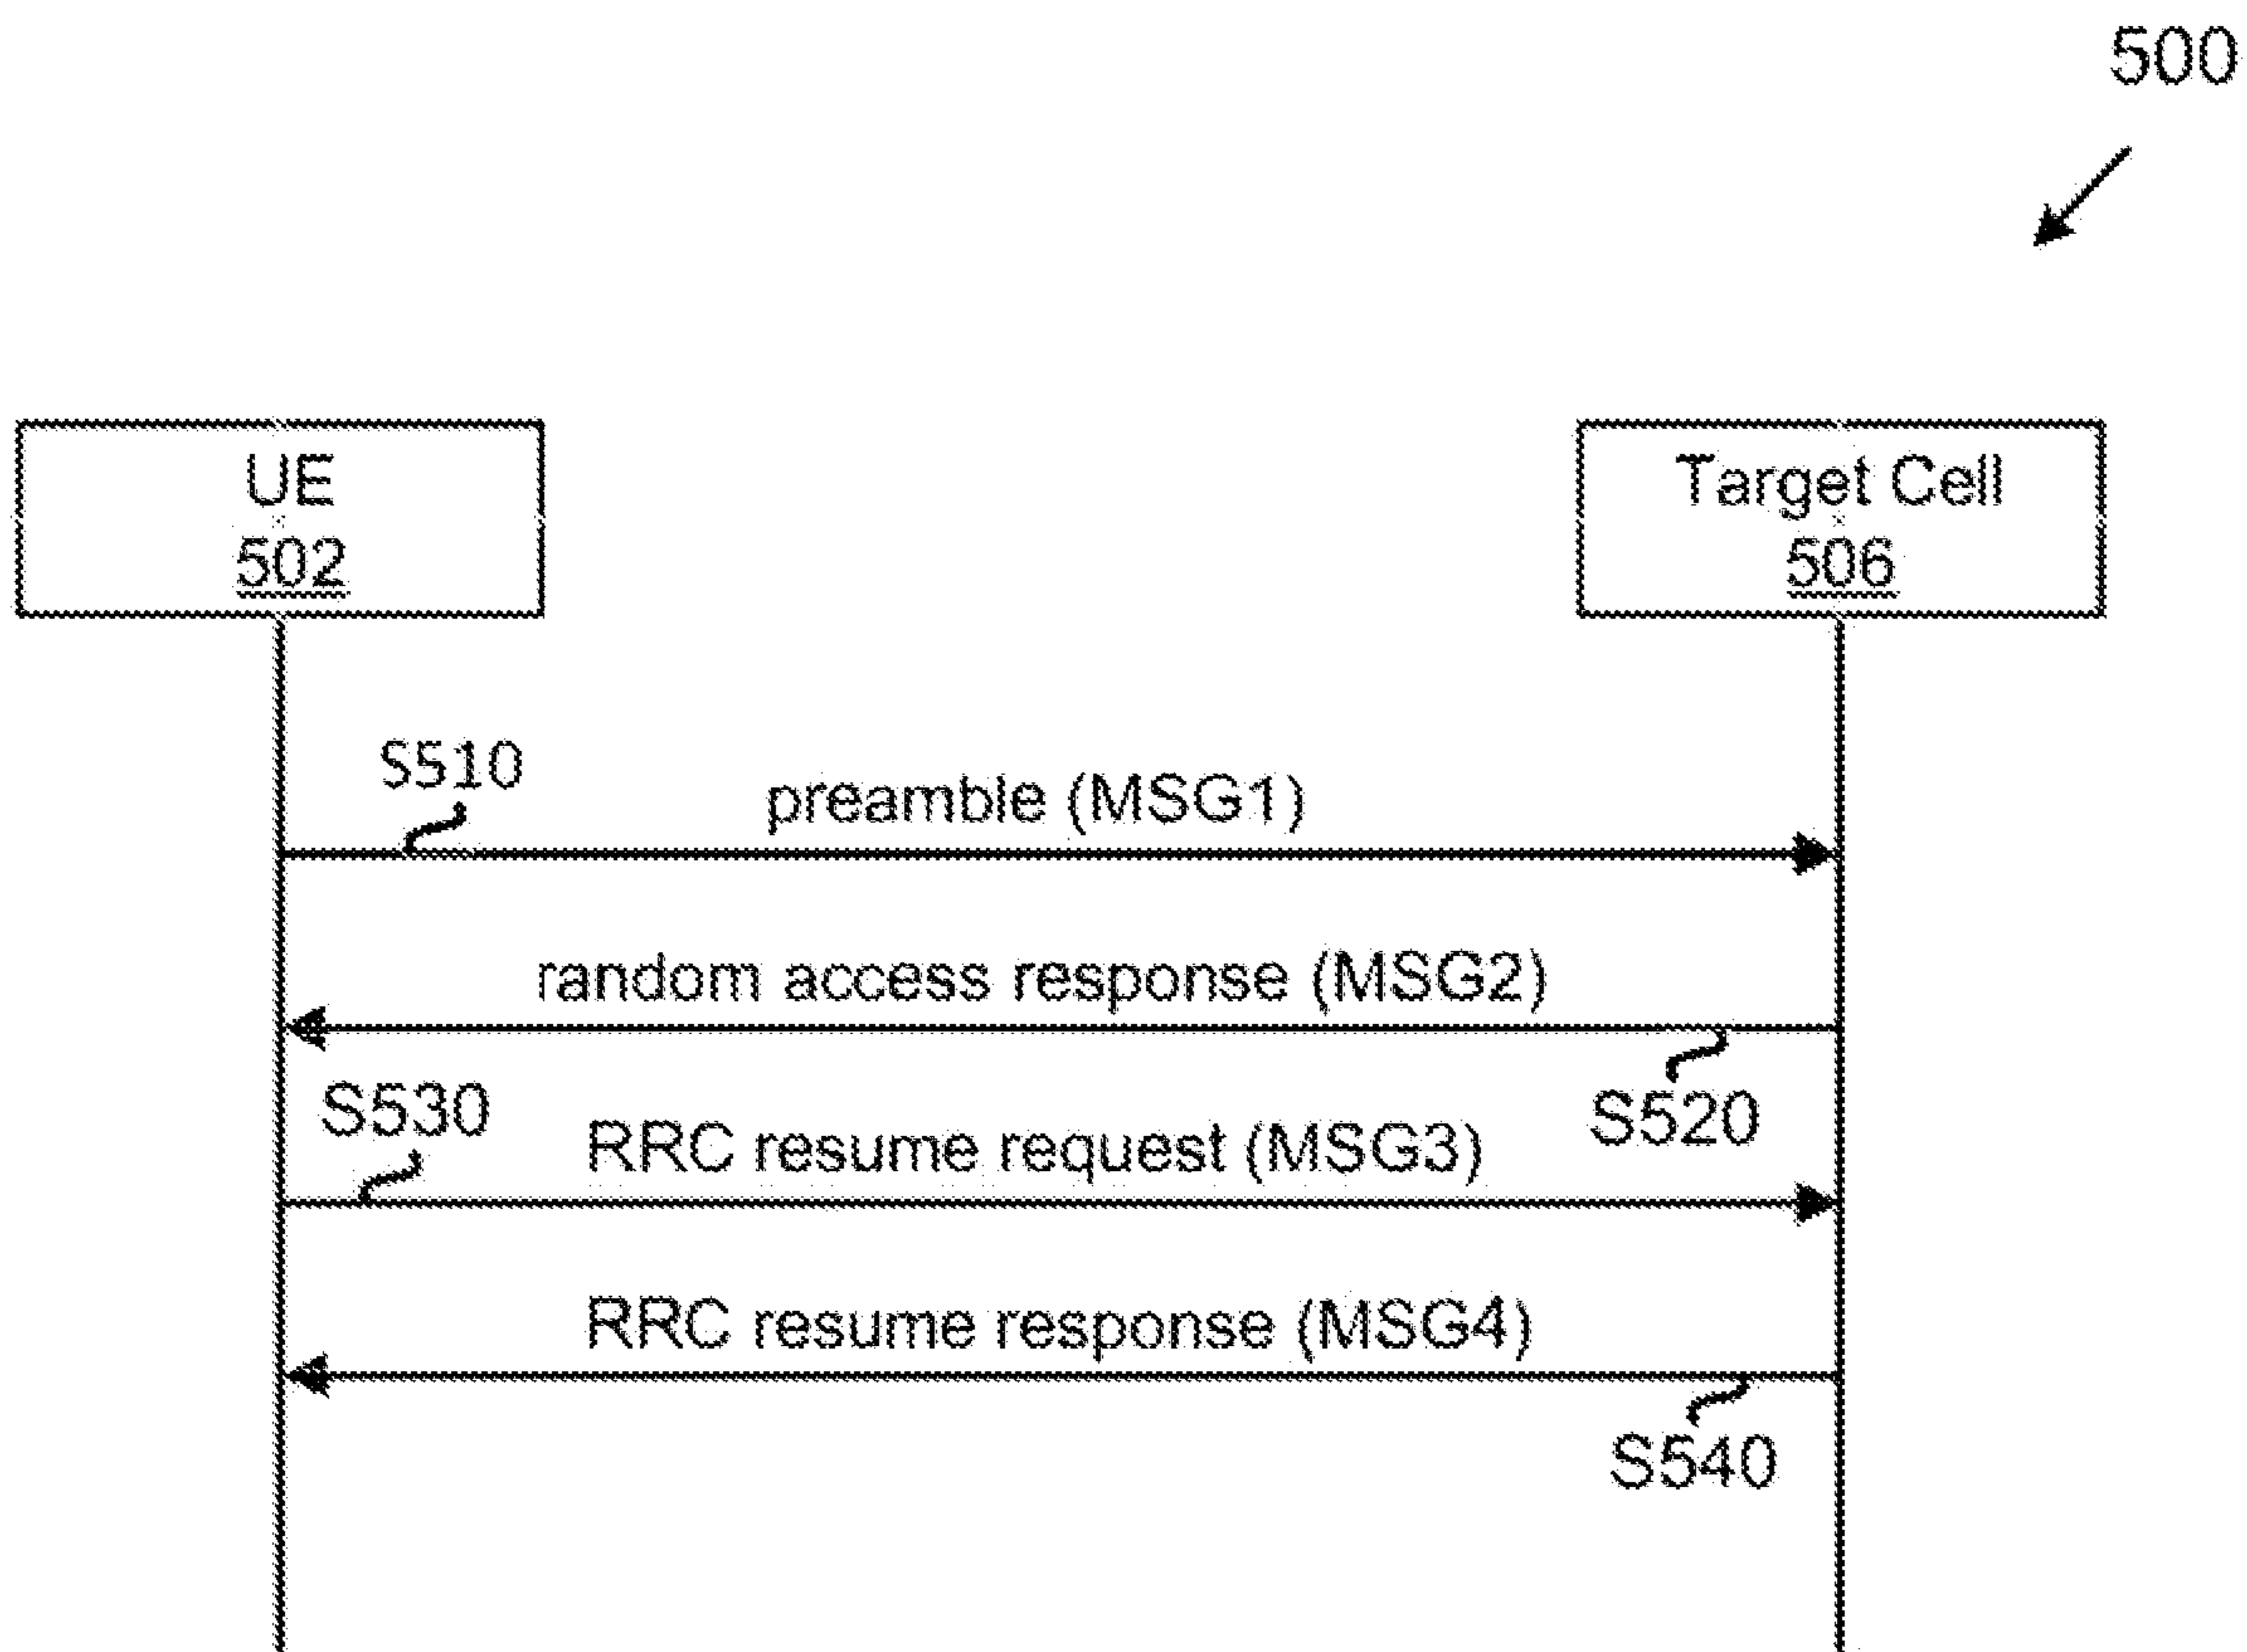 500
UE
502
Target Cell
506
S510
preamble (MSG1)
random access response (MSG2)
S520
S530
RRC resume request (MSG3)
RRC resume response (MSG4)
S540